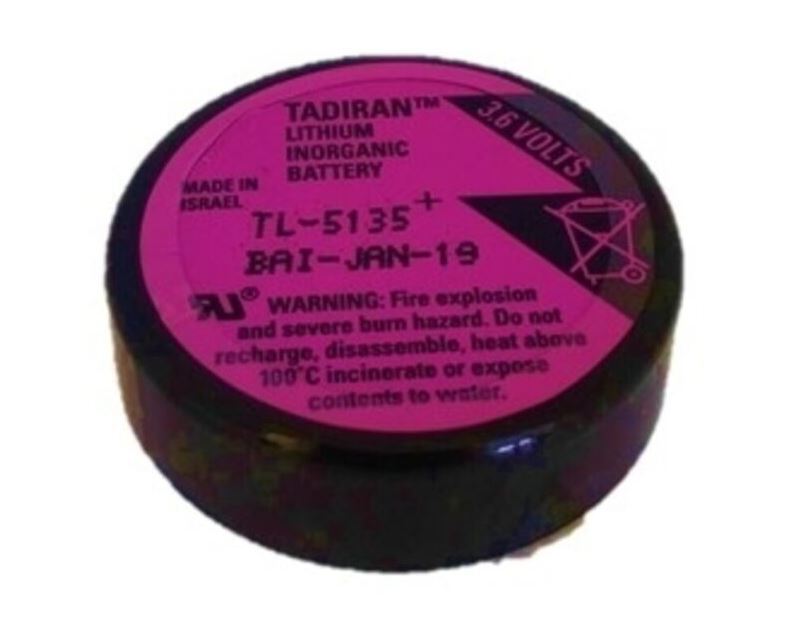 TADIRAN™
LITHIUM
INORGANIC
BATTERY
3.6 VOLTS
MADE IN
ISRAEL
TL-5135 +
BAI-JAN-19
RU® WARNING: Fire explosion
and severe burn hazard. Do not
recharge, disassemble, heat above
100°C incinerate or expose
contents to water.